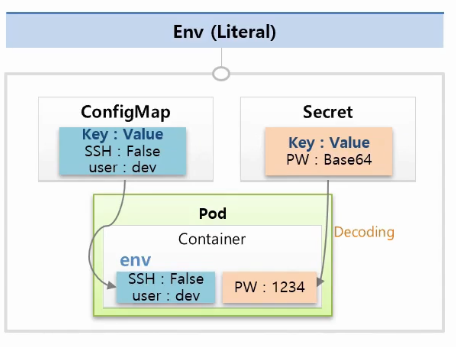 Env (Literal)
ConfigMap
Key : Value
SSH : False
user : dev
Secret
Key : Value
PW : Base64
Pod
Container
Decoding
env
SSH : False
user : dev
PW : 1234